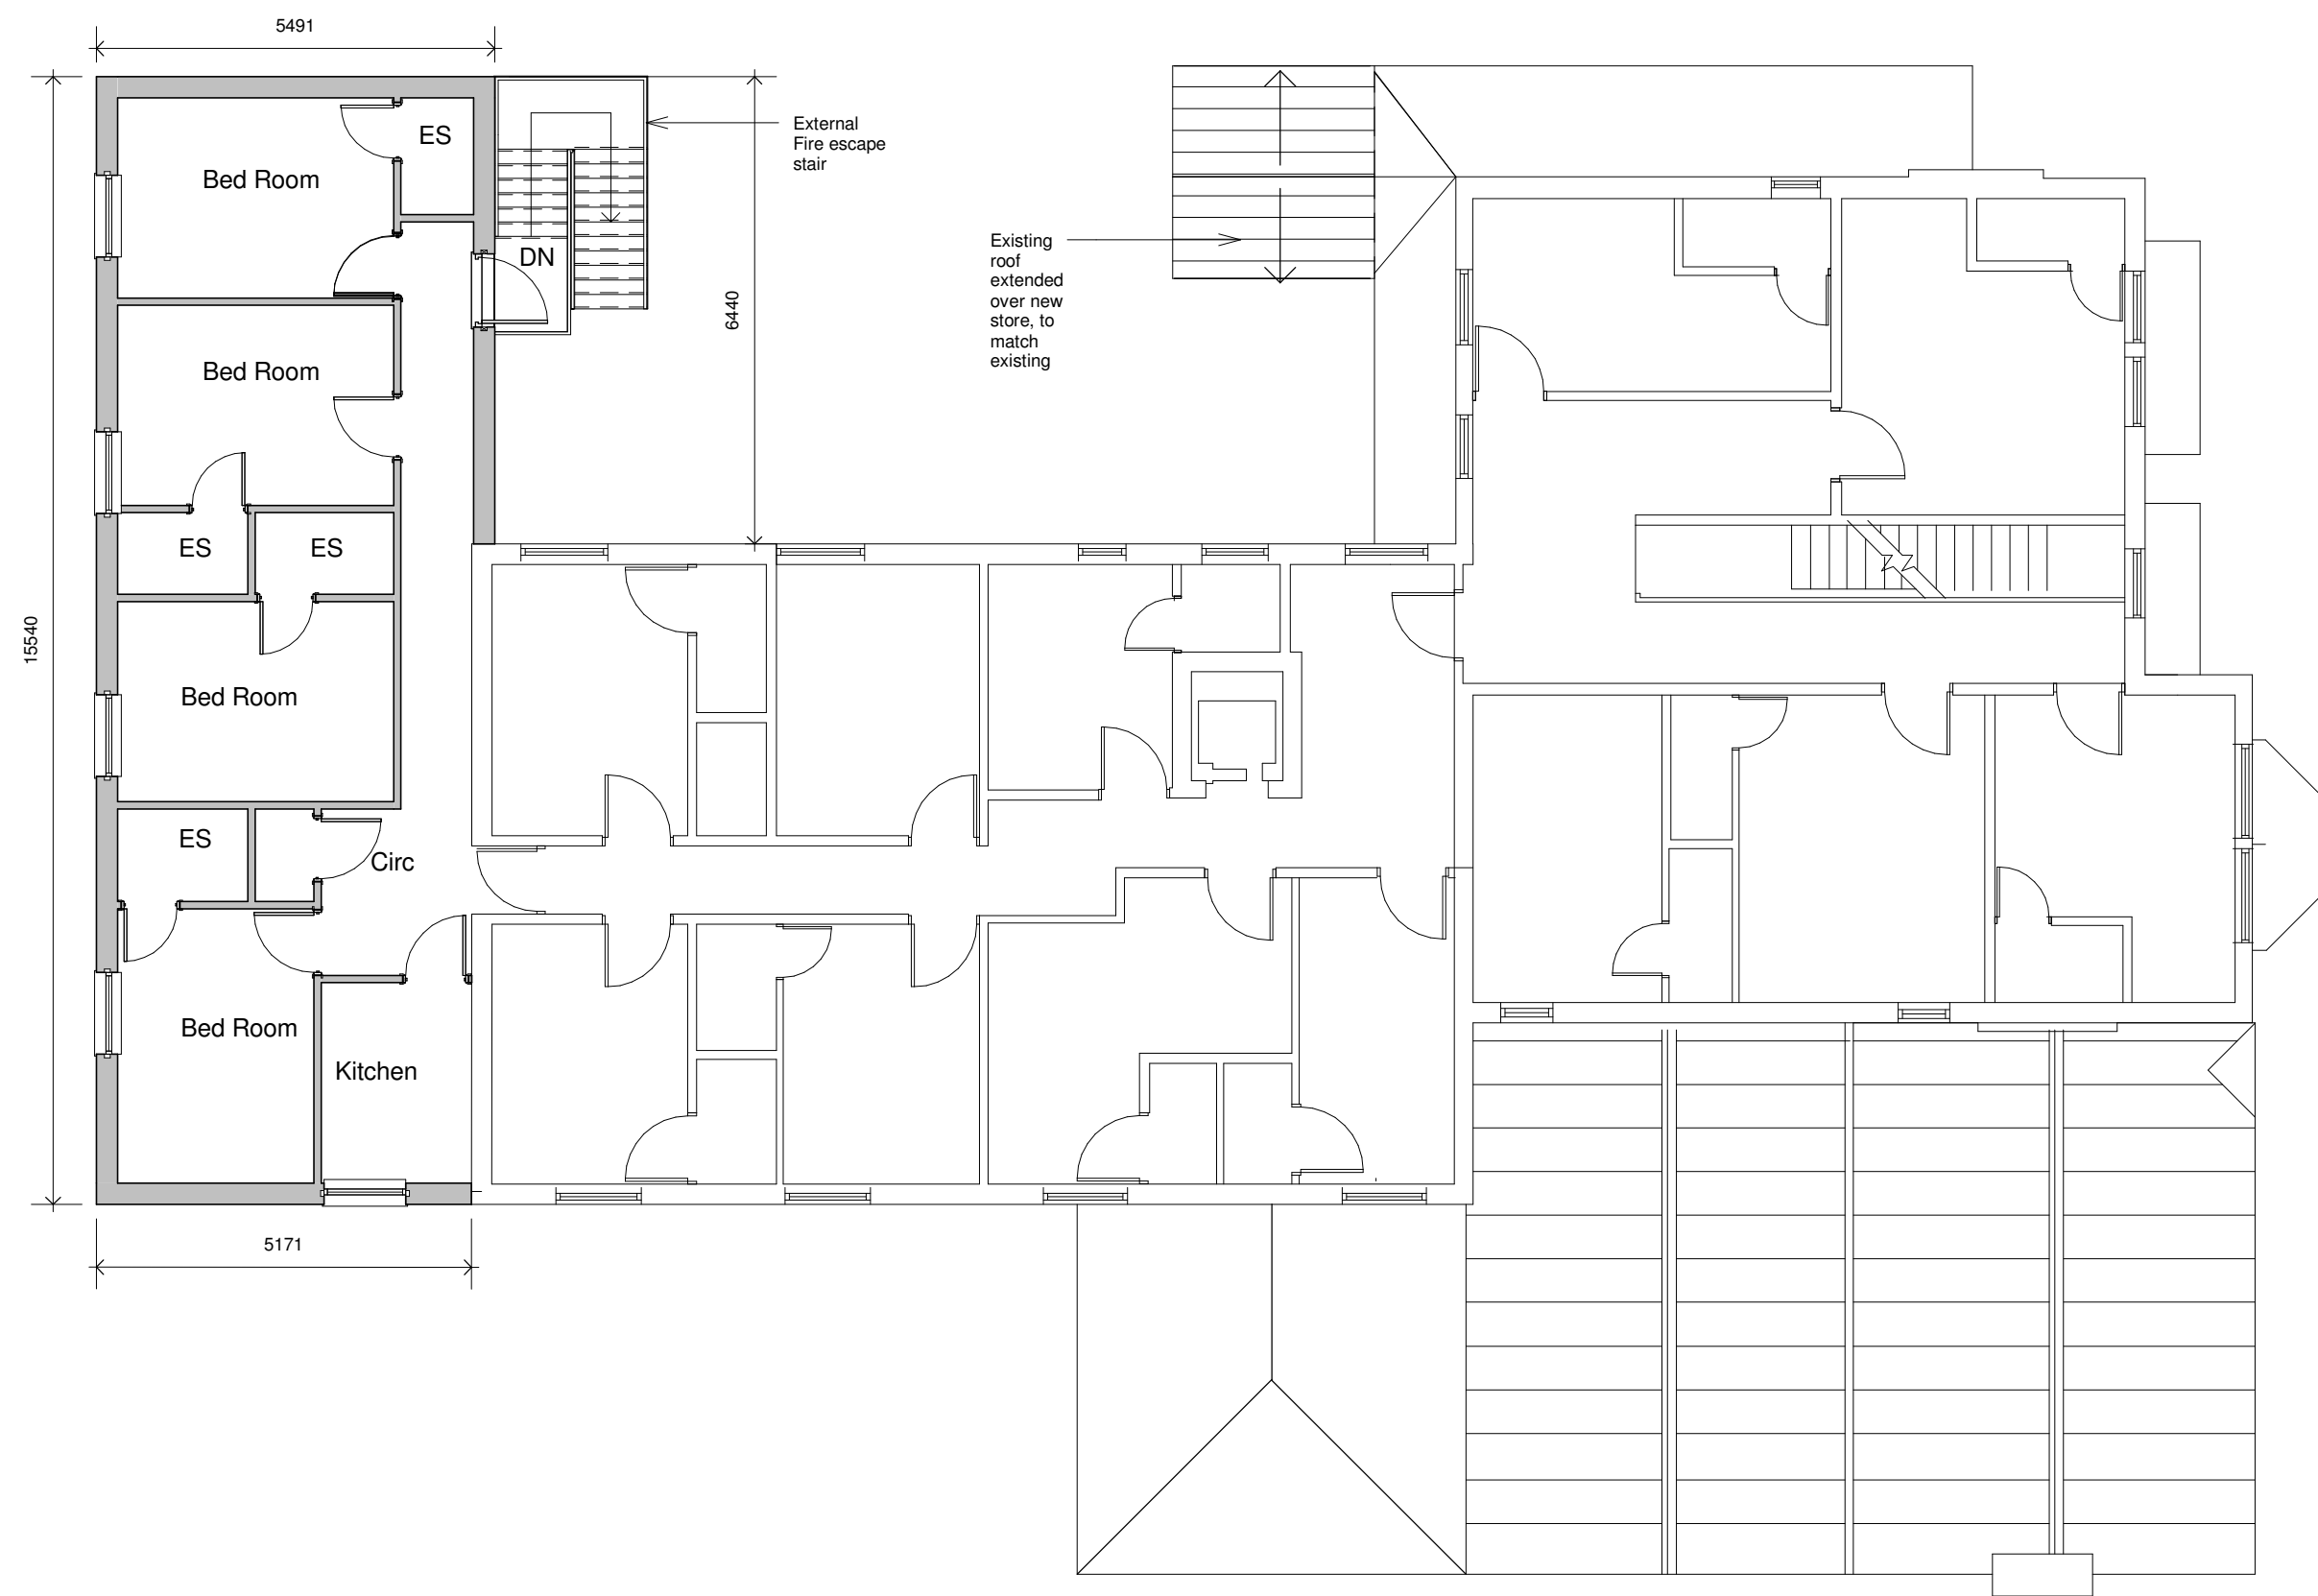 5491
External
Fire escape
stair
ES
Bed Room
Existing
roof
extended
over new
store, to
match
existing
DN
6440
Bed Room
ES
ES
15540
Bed Room
ES
Circ
Bed Room
Kitchen
5171